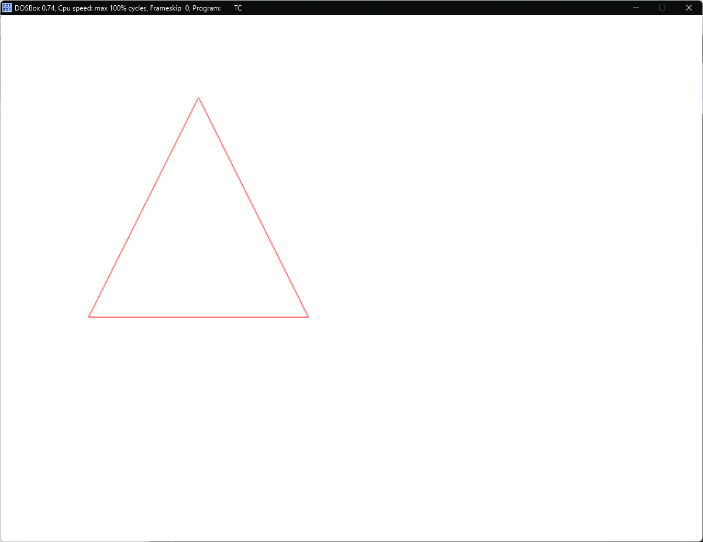 DOSBox 0.74, Cpu speed: max 100% cycles, Frameskip 0, Program: TC